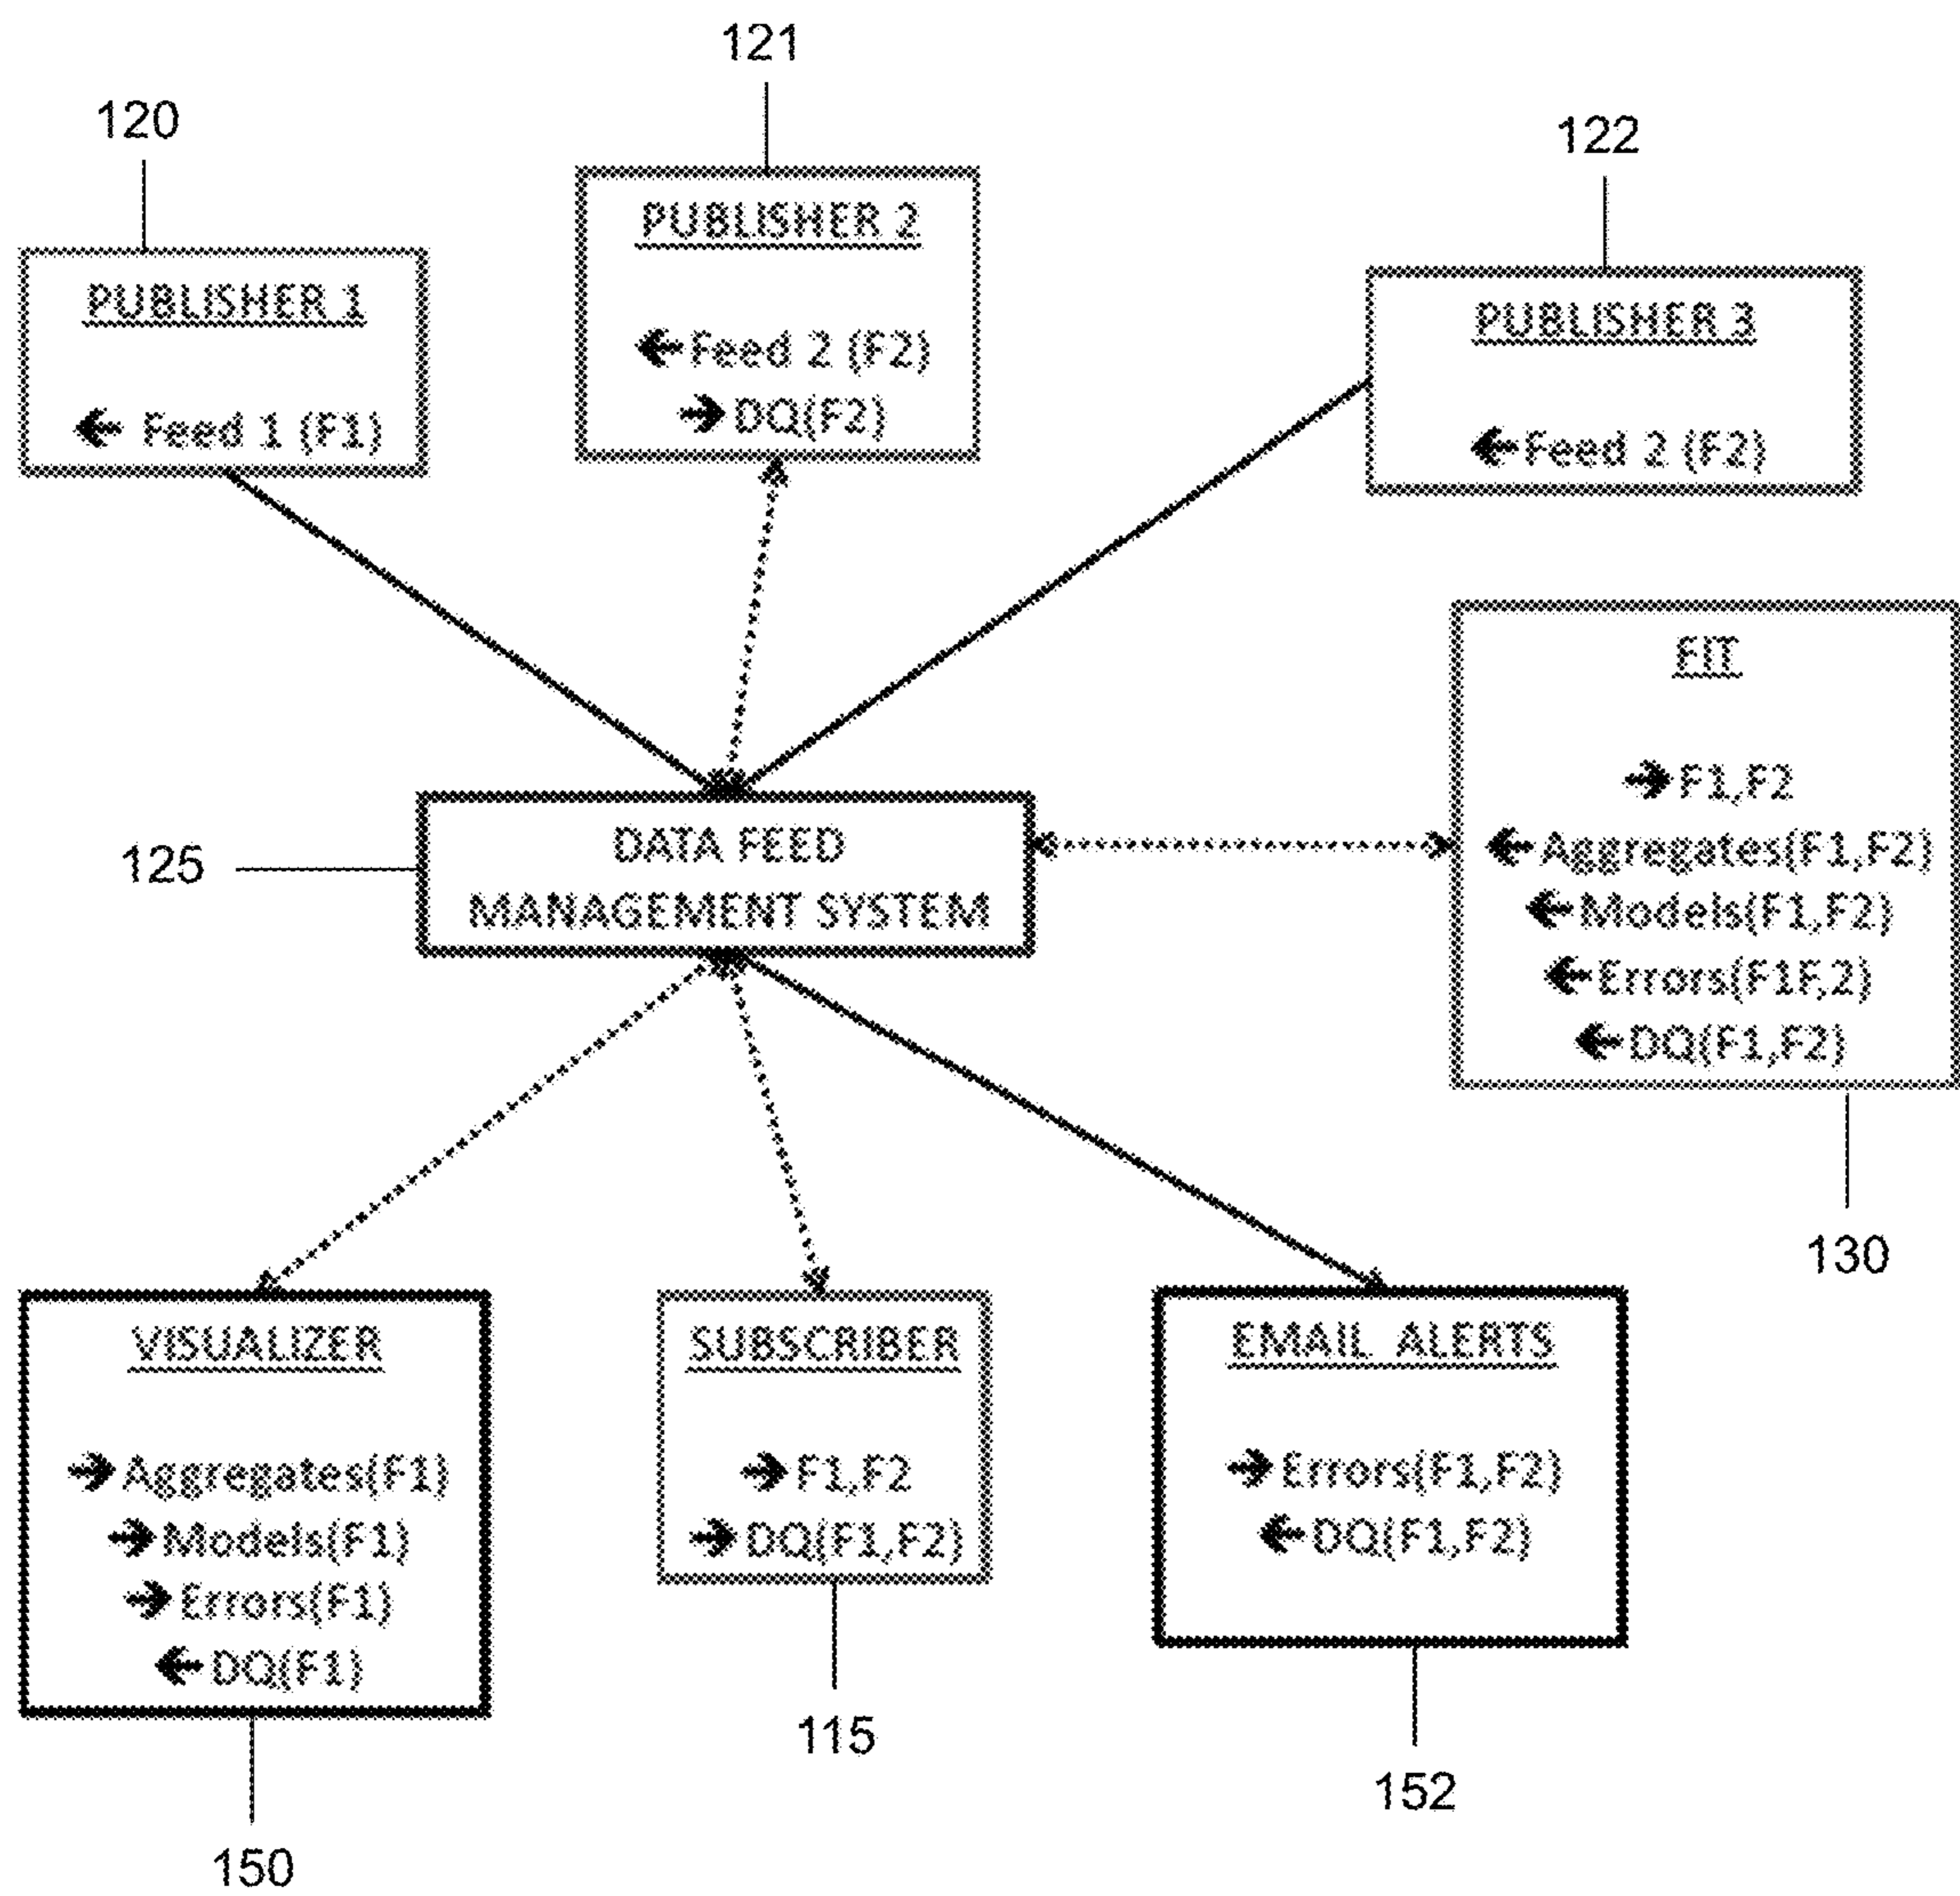 121
120
122
PUBLISHER 1
← Feed 1 (F1)
PUBLISHER 2
← Feed 2 (F2)
→ DQ(F2)
PUBLISHER 3
← Feed 2 (F2)
125
DATA FEED
MANAGEMENT SYSTEM
FIT
→ F1,F2
← Aggregates(F1,F2)
← Models(F1,F2)
← Errors(F1F,2)
← DQ(F1,F2)
130
VISUALIZER
→ Aggregates(F1)
→ Models(F1)
→ Errors(F1)
← DQ(F1)
150
SUBSCRIBER
→ F1,F2
→ DQ(F1,F2)
115
EMAIL ALERTS
→ Errors(F1,F2)
← DQ(F1,F2)
152